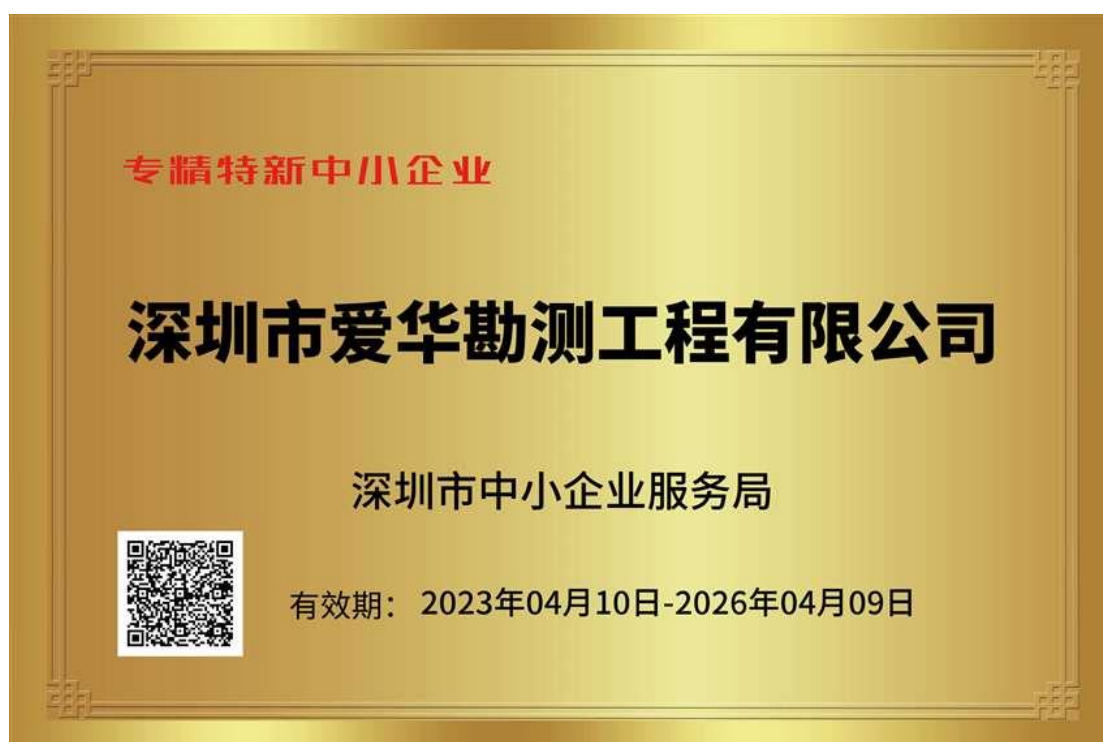 专精特新中小企业
深圳市爱华勘测工程有限公司
深圳市中小企业服务局
有效期： 2023年04月10日-2026年04月09日